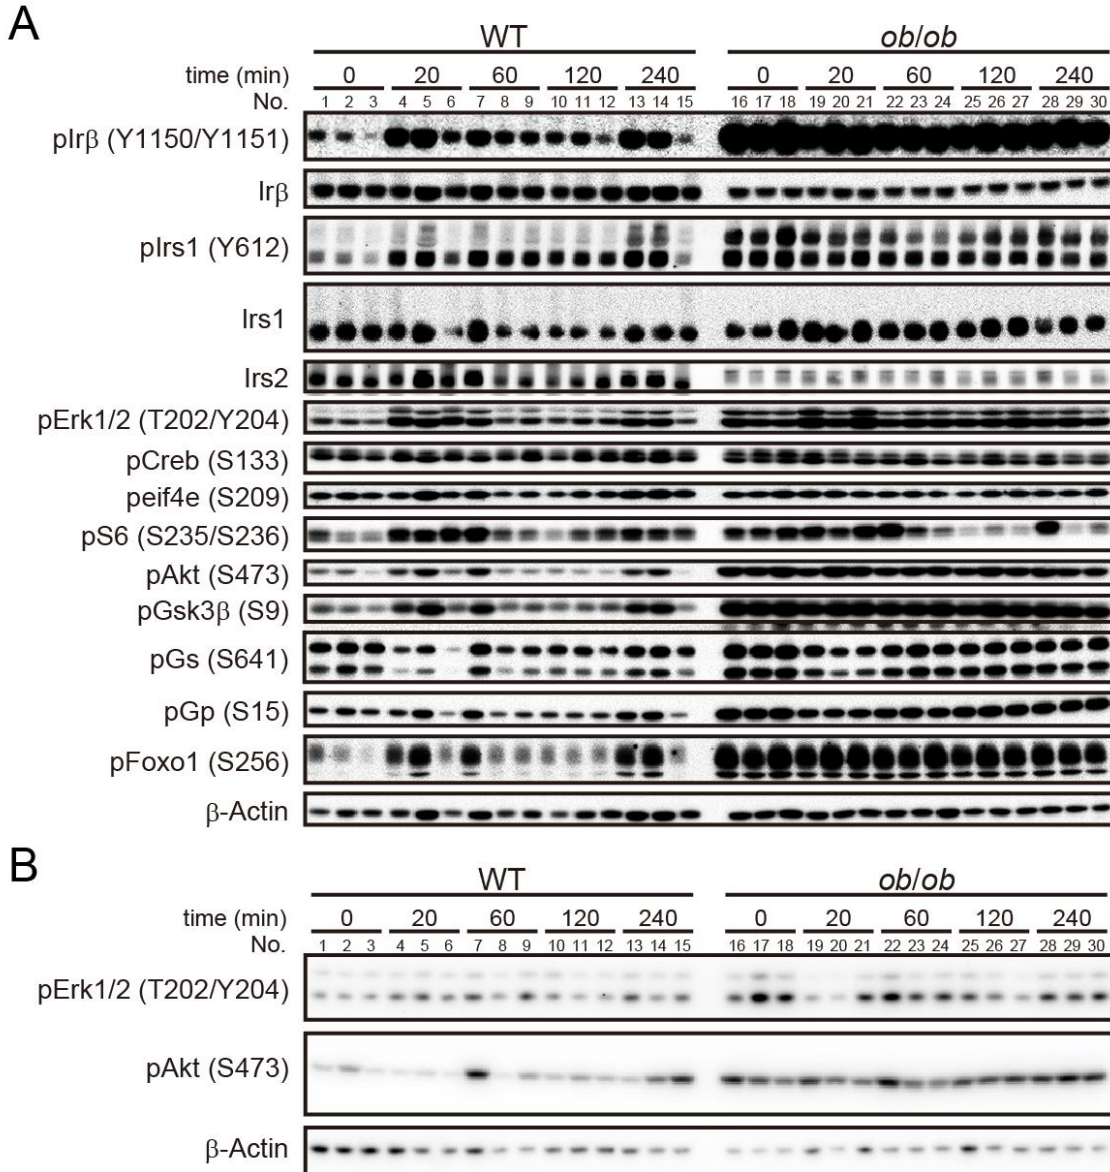 A
WT ob/ob
time (min) 0 20 60 120 240 0 20 60 120 240
No. 1 2 3 4 5 6 7 8 9 10 11 12 13 14 15 16 17 18 19 20 21 22 23 24 25 26 27 28 29 30
pIrβ (Y1150/Y1151)
Irβ
pIrs1 (Y612)
Irs1
Irs2
pErk1/2 (T202/Y204)
pCreb (S133)
peif4e (S209)
pS6 (S235/S236)
pAkt (S473)
pGsk3β (S9)
pGs (S641)
pGp (S15)
pFoxo1 (S256)
β-Actin
B
WT ob/ob
time (min) 0 20 60 120 240 0 20 60 120 240
No. 1 2 3 4 5 6 7 8 9 10 11 12 13 14 15 16 17 18 19 20 21 22 23 24 25 26 27 28 29 30
pErk1/2 (T202/Y204)
pAkt (S473)
β-Actin